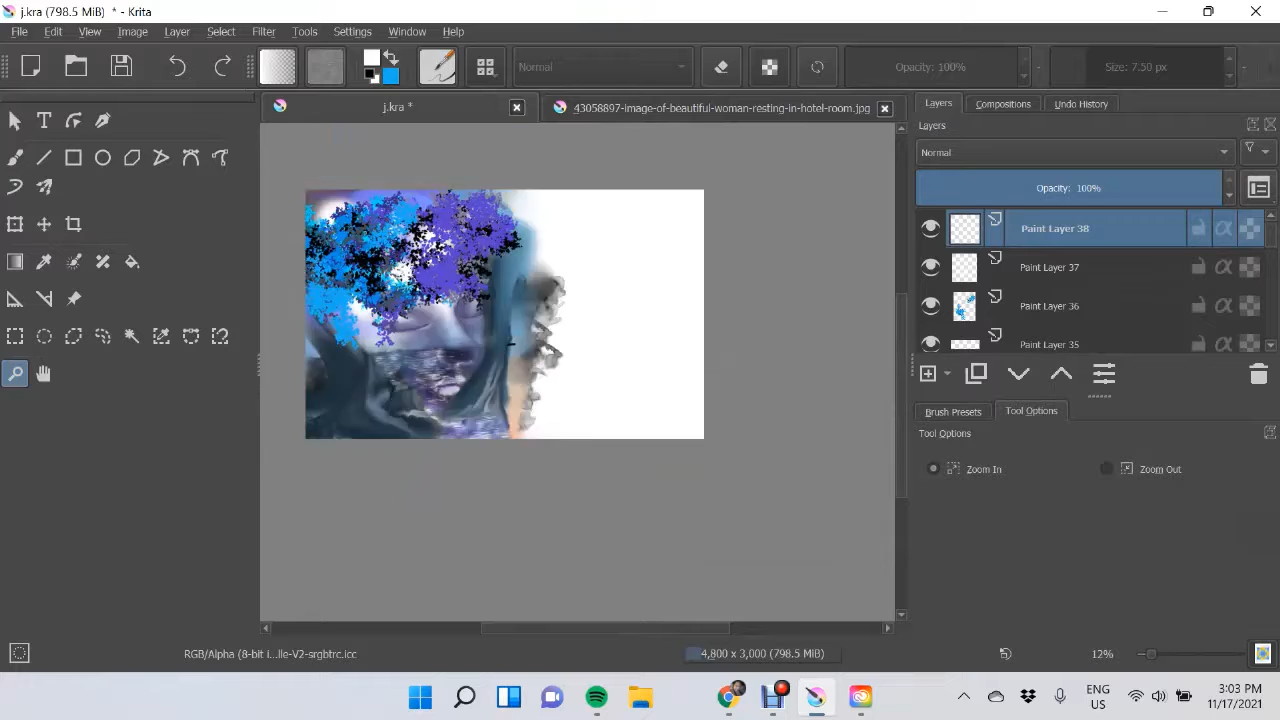 j.kra (798.5 MiB) * - Krita
File Edit View Image Layer Select Filter Tools Settings Window Help
Normal
Opacity: 100%
Size: 7.50 px
j.kra *
43058897-image-of-beautiful-woman-resting-in-hotel-room.jpg
Layers Compositions Undo History
Layers
Normal
Opacity: 100%
Paint Layer 38
Paint Layer 37
Paint Layer 36
Paint Layer 35
Brush Presets Tool Options
Tool Options
Zoom In Zoom Out
RGB/Alpha (8-bit i...lle-V2-srgbtrc.icc
4,800 x 3,000 (798.5 MiB)
12%
ENG
US
3:03 PM
11/17/2021